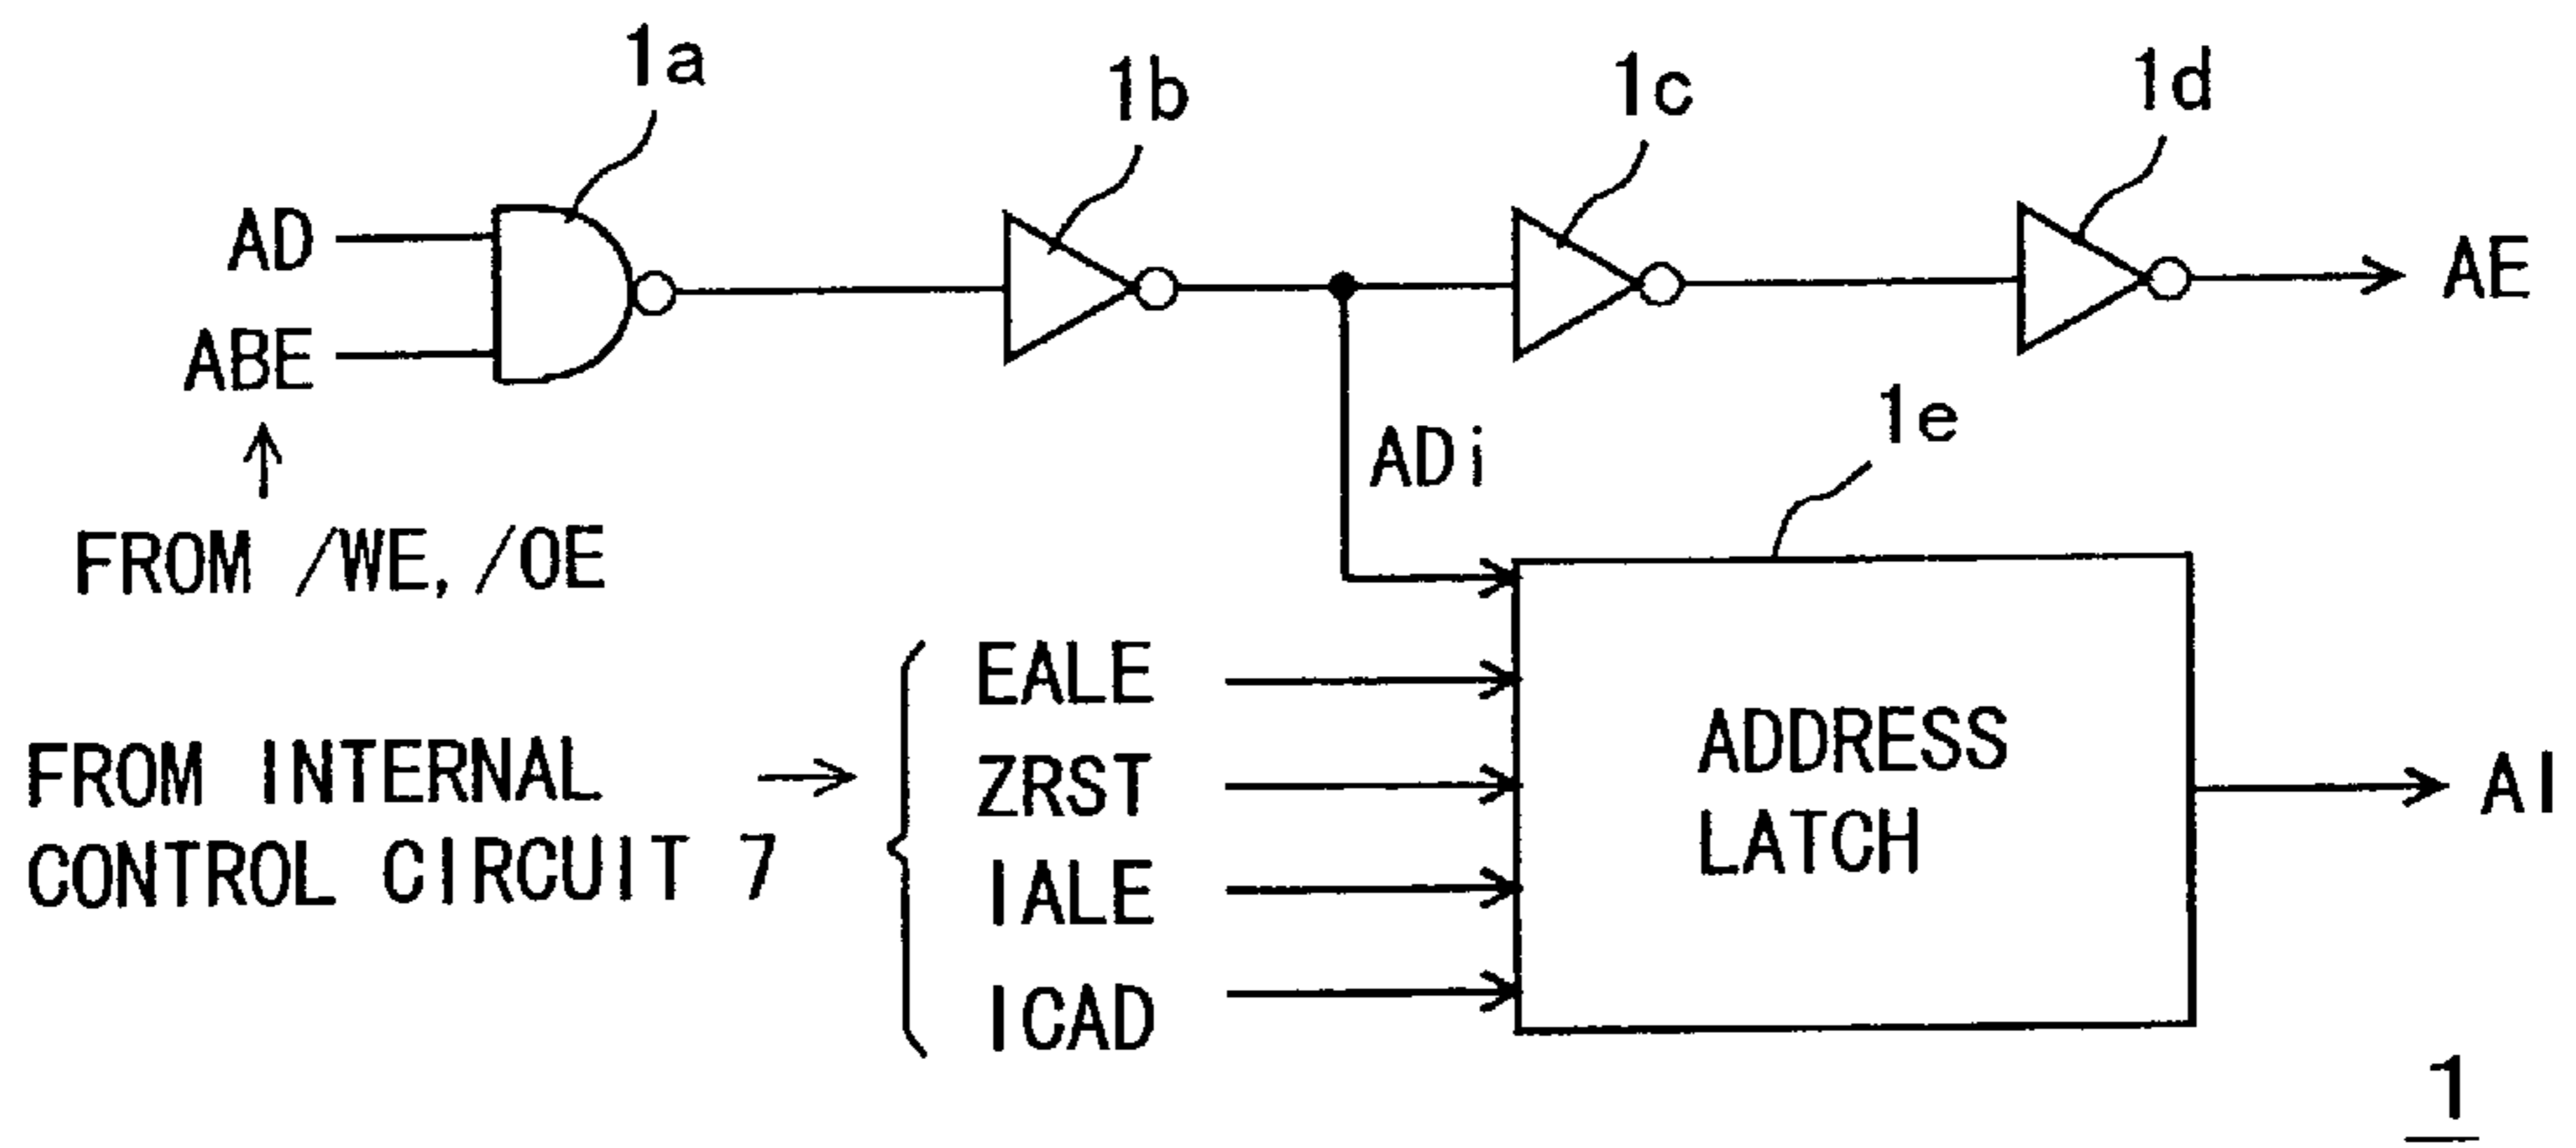 1a
1b
1c
1d
AD
ABE
AE
FROM /WE, /OE
ADi
1e
EALE
ZRST
IALE
ICAD
FROM INTERNAL
CONTROL CIRCUIT 7
ADDRESS
LATCH
AI
1